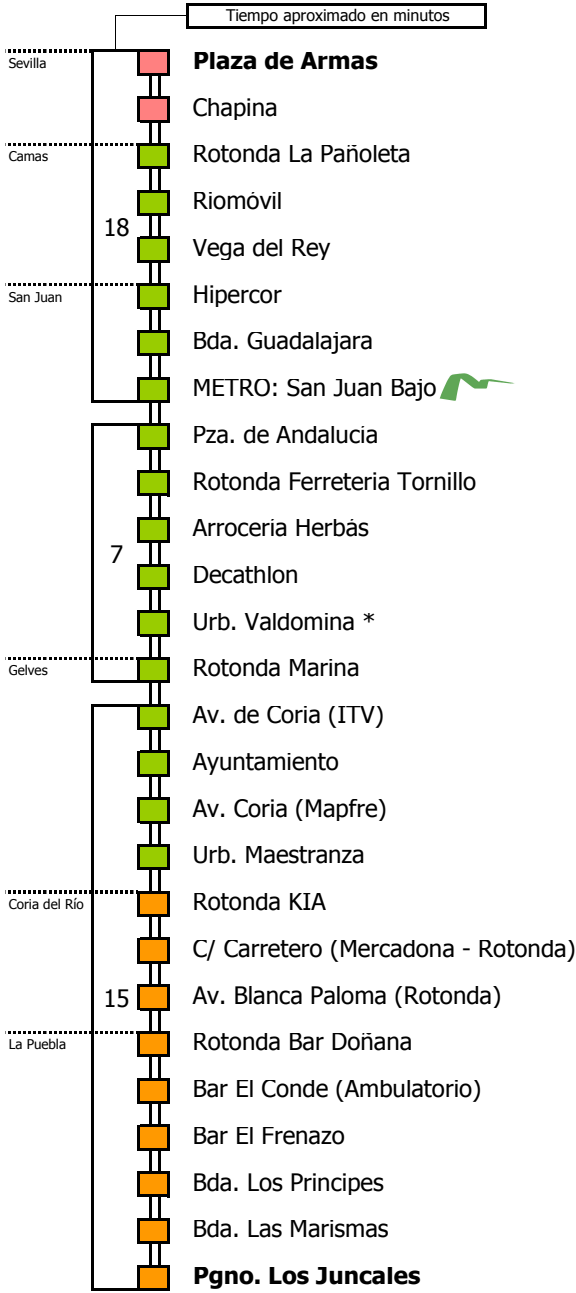 Tiempo aproximado en minutos
Sevilla
Plaza de Armas
Chapina
Camas
Rotonda La Pañoleta
Riomóvil
18
Vega del Rey
San Juan
Hipercor
Bda. Guadalajara
METRO: San Juan Bajo
Pza. de Andalucía
Rotonda Ferreteria Tornillo
Arrocería Herbás
7
Decathlon
Urb. Valdomina *
Gelves
Rotonda Marina
Av. de Coria (ITV)
Ayuntamiento
Av. Coria (Mapfre)
Urb. Maestranza
Coria del Río
Rotonda KIA
C/ Carretero (Mercadona - Rotonda)
15
Av. Blanca Paloma (Rotonda)
La Puebla
Rotonda Bar Doñana
Bar El Conde (Ambulatorio)
Bar El Frenazo
Bda. Los Principes
Bda. Las Marismas
Pgno. Los Juncales